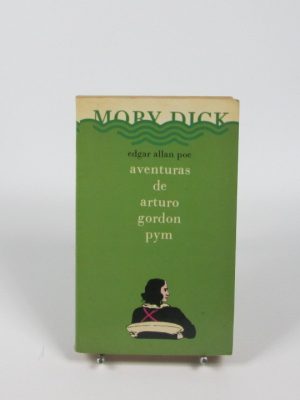 MOBY DICK
edgar allan poe
aventuras
de
arturo
gordon
pym